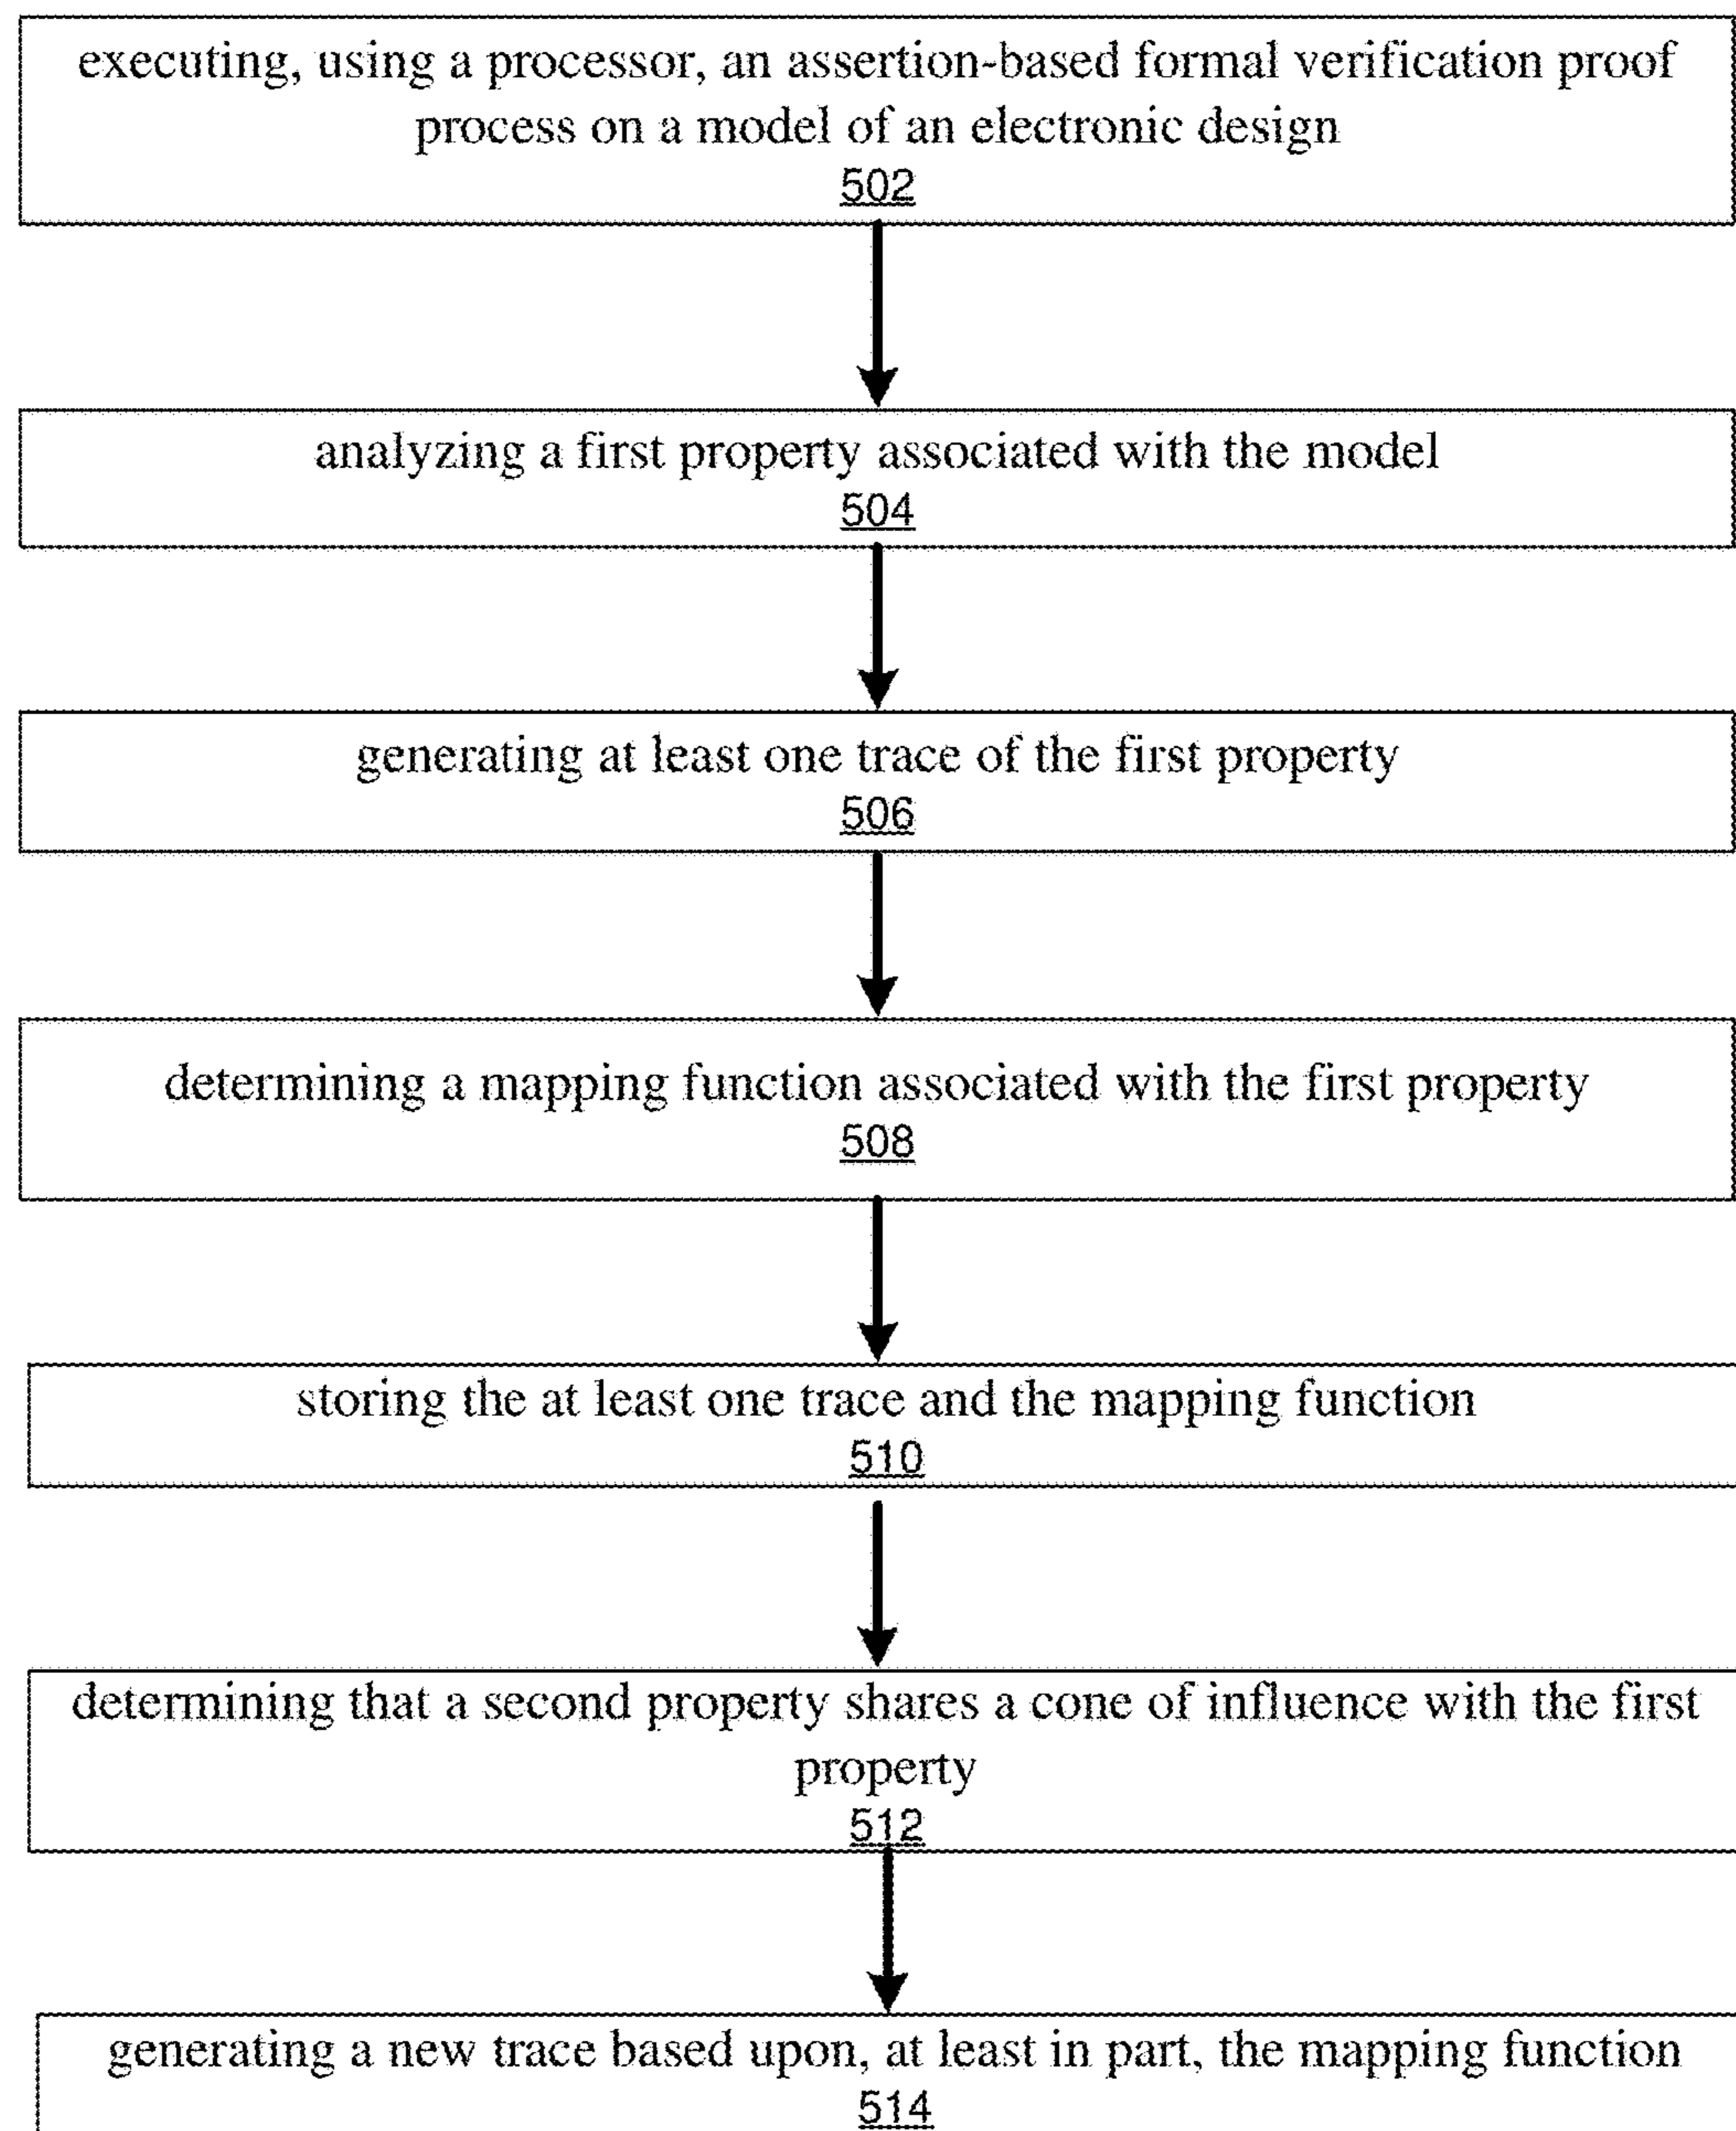 executing, using a processor, an assertion-based formal verification proof
process on a model of an electronic design
502
analyzing a first property associated with the model
504
generating at least one trace of the first property
506
determining a mapping function associated with the first property
508
storing the at least one trace and the mapping function
510
determining that a second property shares a cone of influence with the first
property
512
generating a new trace based upon, at least in part, the mapping function
514